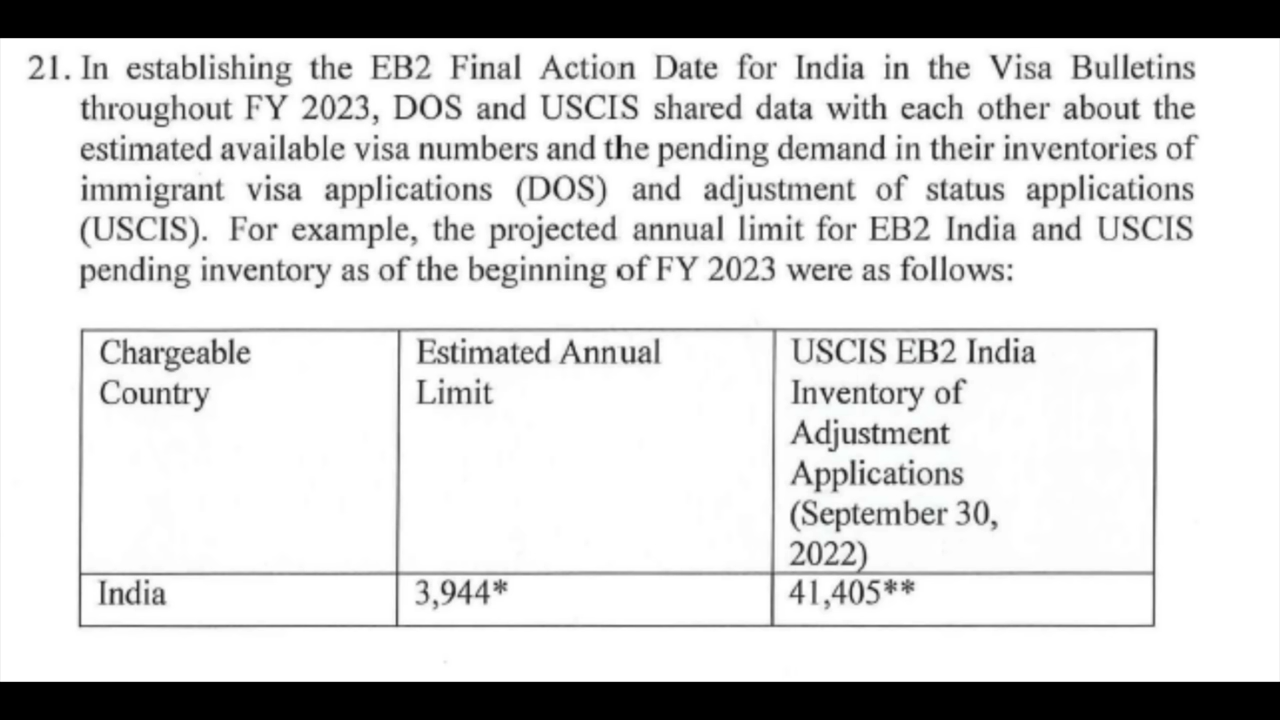 21. In establishing the EB2 Final Action Date for India in the Visa Bulletins
throughout FY 2023, DOS and USCIS shared data with each other about the
estimated available visa numbers and the pending demand in their inventories of
immigrant visa applications (DOS) and adjustment of status applications
(USCIS). For example, the projected annual limit for EB2 India and USCIS
pending inventory as of the beginning of FY 2023 were as follows:
Chargeable
Country
Estimated Annual
Limit
USCIS EB2 India
Inventory of
Adjustment
Applications
(September 30,
2022)
India
3,944*
41,405**